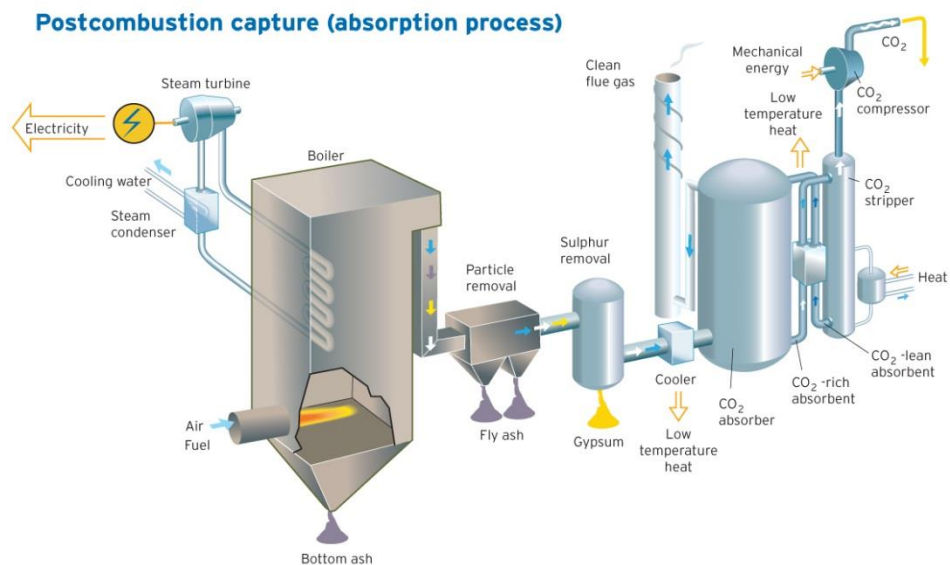 Postcombustion capture (absorption process)
Steam turbine
Electricity
Cooling water
Steam
condenser
Boiler
Air
Fuel
Bottom ash
Particle
removal
Fly ash
Sulphur
removal
Gypsum
Cooler
Low
temperature
heat
Clean
flue gas
CO₂
absorber
CO₂ -rich
absorbent
CO₂ -lean
absorbent
Heat
CO₂
stripper
Low
temperature
heat
Mechanical
energy
CO₂
compressor
CO₂